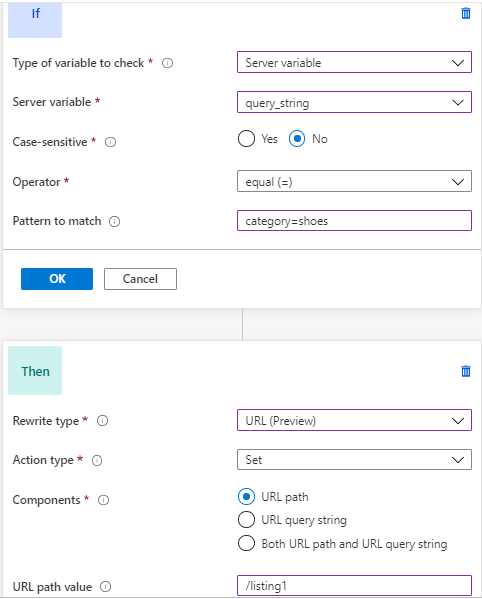 If
Type of variable to check *
Server variable
Server variable *
query_string
Case-sensitive *
Yes
No
Operator *
equal (=)
Pattern to match
category=shoes
OK
Cancel
Then
Rewrite type *
URL (Preview)
Action type *
Set
Components *
URL path
URL query string
Both URL path and URL query string
URL path value
/listing1